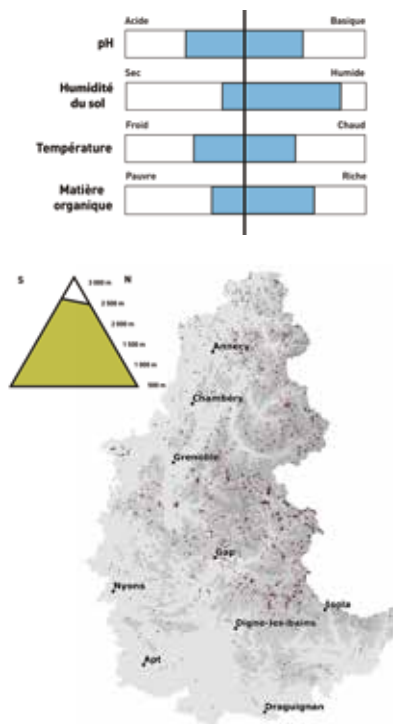 Acide Basique
pH
Sec Humide
Humidité
du sol
Froid Chaud
Température
Pauvre Riche
Matière
organique
S N
3 000 m
2 500 m
2 000 m
1 500 m
1 000 m
500 m
Annecy
Chambéry
Grenoble
Gap
Nyons
Isola
Digne-les-bains
Apt
Draguignan